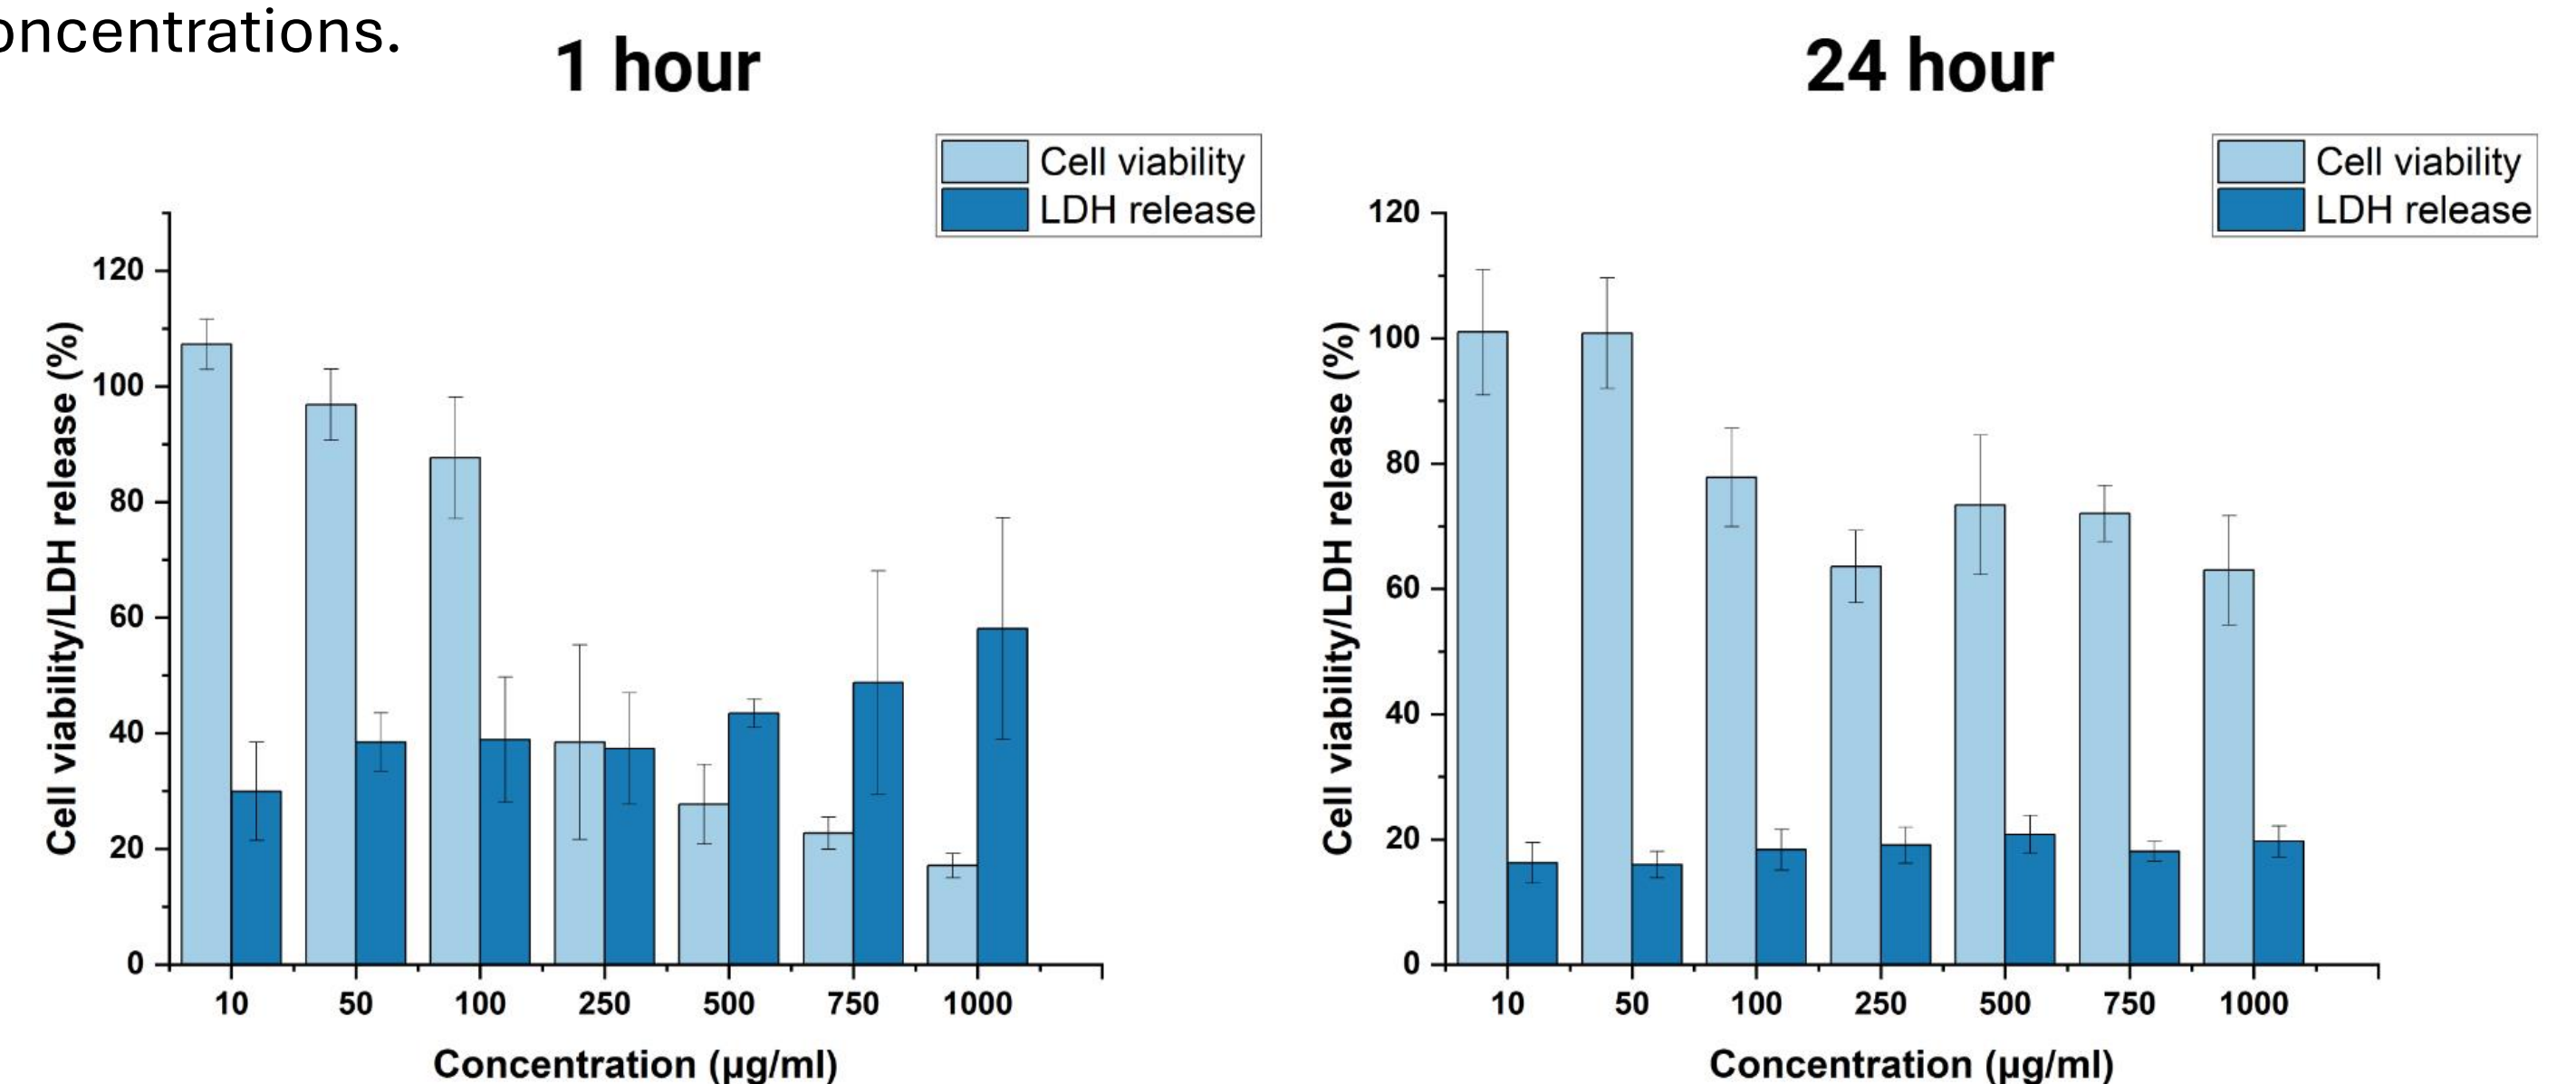 oncentrations.
1 hour
24 hour
Cell viability
LDH release
Cell viability
LDH release
Cell viability/LDH release (%)
120
100
80
60
40
20
0
10 50 100 250 500 750 1000
Concentration (µg/ml)
Cell viability/LDH release (%)
120
100
80
60
40
20
0
10 50 100 250 500 750 1000
Concentration (µg/ml)